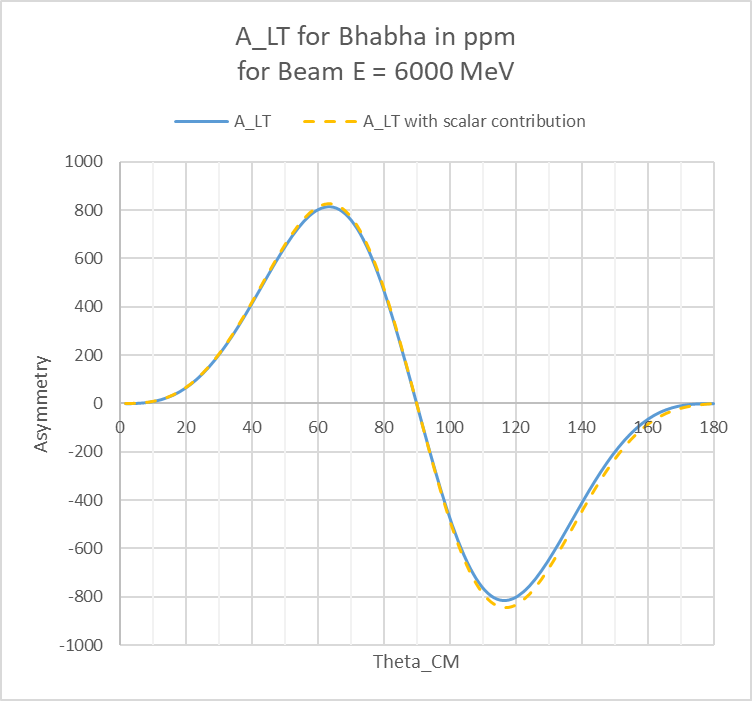 A_LT for Bhabha in ppm
for Beam E = 6000 MeV
A_LT A_LT with scalar contribution
1000
800
600
400
200
0
-200
-400
-600
-800
-1000
0 20 40 60 80 100 120 140 160 180
Asymmetry
Theta_CM